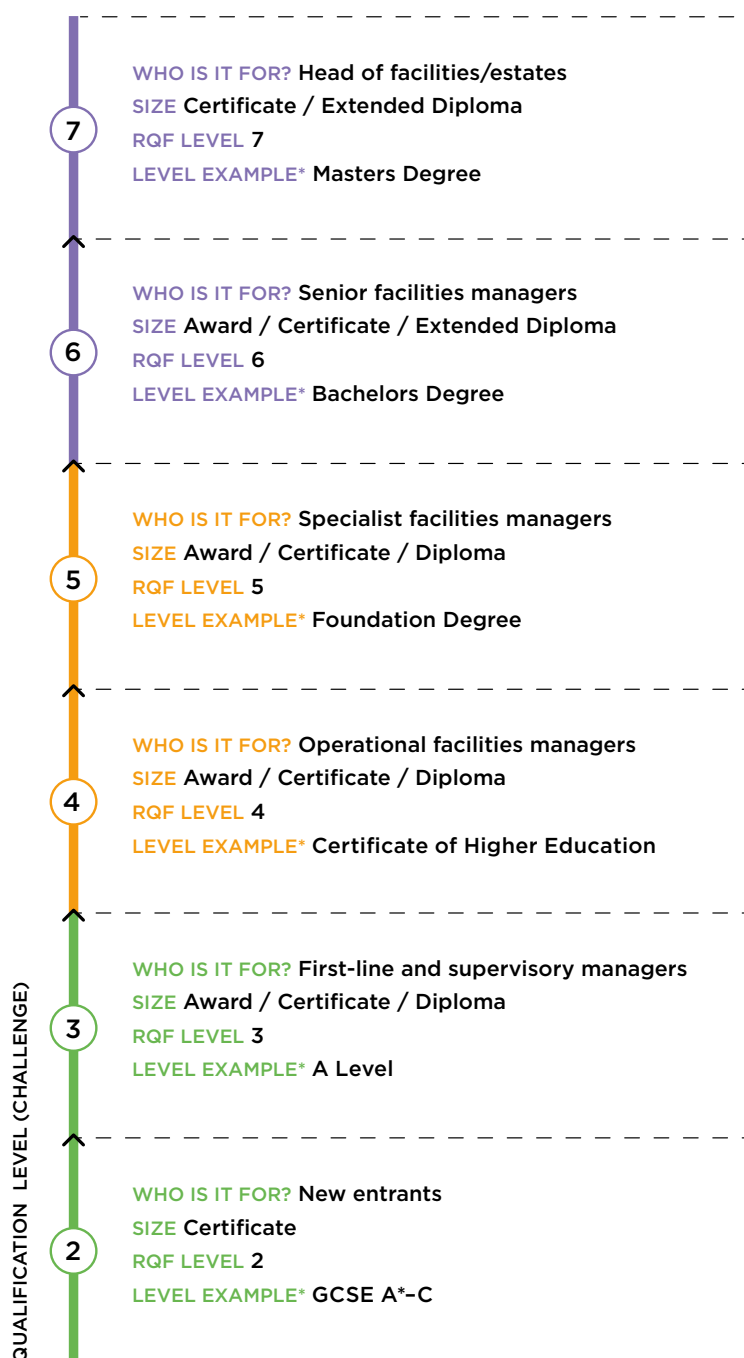 7
WHO IS IT FOR? Head of facilities/estates
SIZE Certificate / Extended Diploma
RQF LEVEL 7
LEVEL EXAMPLE* Masters Degree
6
WHO IS IT FOR? Senior facilities managers
SIZE Award / Certificate / Extended Diploma
RQF LEVEL 6
LEVEL EXAMPLE* Bachelors Degree
5
WHO IS IT FOR? Specialist facilities managers
SIZE Award / Certificate / Diploma
RQF LEVEL 5
LEVEL EXAMPLE* Foundation Degree
4
WHO IS IT FOR? Operational facilities managers
SIZE Award / Certificate / Diploma
RQF LEVEL 4
LEVEL EXAMPLE* Certificate of Higher Education
3
WHO IS IT FOR? First-line and supervisory managers
SIZE Award / Certificate / Diploma
RQF LEVEL 3
LEVEL EXAMPLE* A Level
2
WHO IS IT FOR? New entrants
SIZE Certificate
RQF LEVEL 2
LEVEL EXAMPLE* GCSE A*–C
QUALIFICATION LEVEL (CHALLENGE)